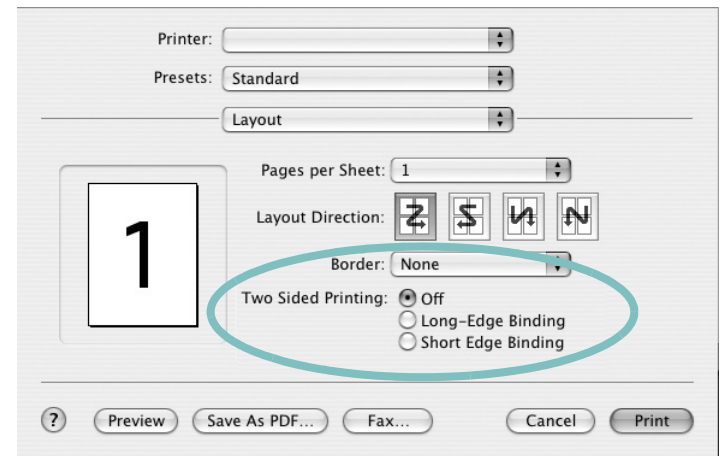 Printer:
Presets: Standard
Layout
Pages per Sheet: 1
Layout Direction:
Border: None
1
Two Sided Printing: Off
Long-Edge Binding
Short Edge Binding
? Preview Save As PDF... Fax... Cancel Print